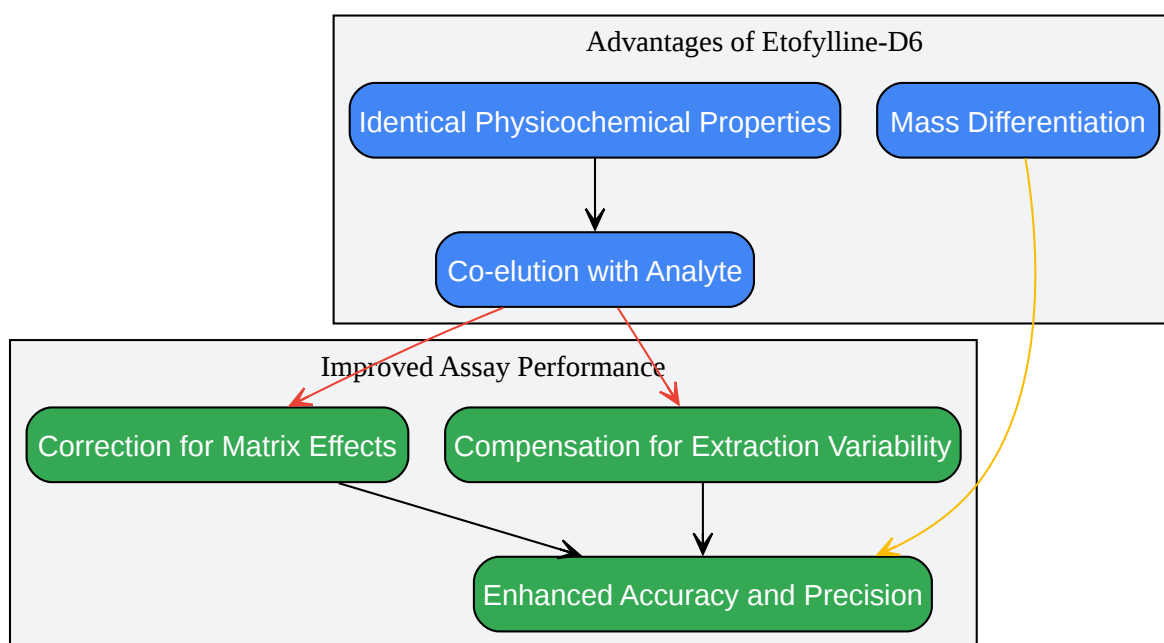 Advantages of Etofylline-D6
Identical Physicochemical Properties
Mass Differentiation
Co-elution with Analyte
Improved Assay Performance
Correction for Matrix Effects
Compensation for Extraction Variability
Enhanced Accuracy and Precision